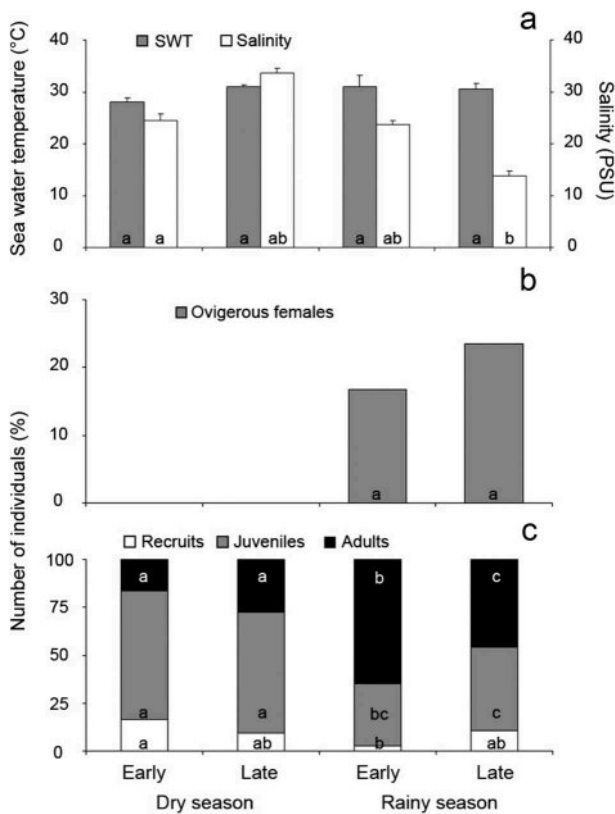 a
SWT Salinity
Sea water temperature (°C)
40
30
20
10
0
40
30
20
10
0
Salinity (PSU)
a a a ab a ab a b
b
Ovigerous females
Number of individuals (%)
30
20
10
0
a a
c
Recruits Juveniles Adults
100
75
50
25
0
a a b c
a a bc c
a ab b ab
Early Late Early Late
Dry season Rainy season